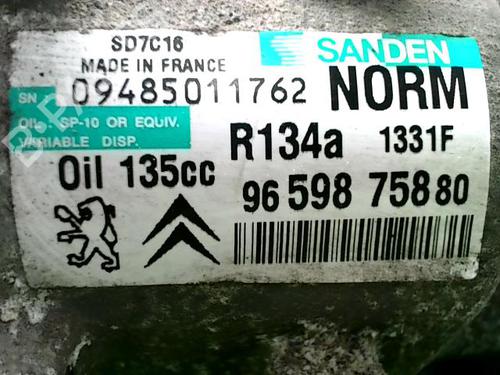 SD7C16
SANDEN
MADE IN FRANCE
SN 09485011762
NORM
OIL: SP-10 OR EQUIV.
VARIABLE DISP.
R134a 1331F
Oil 135cc
96 598 758 80